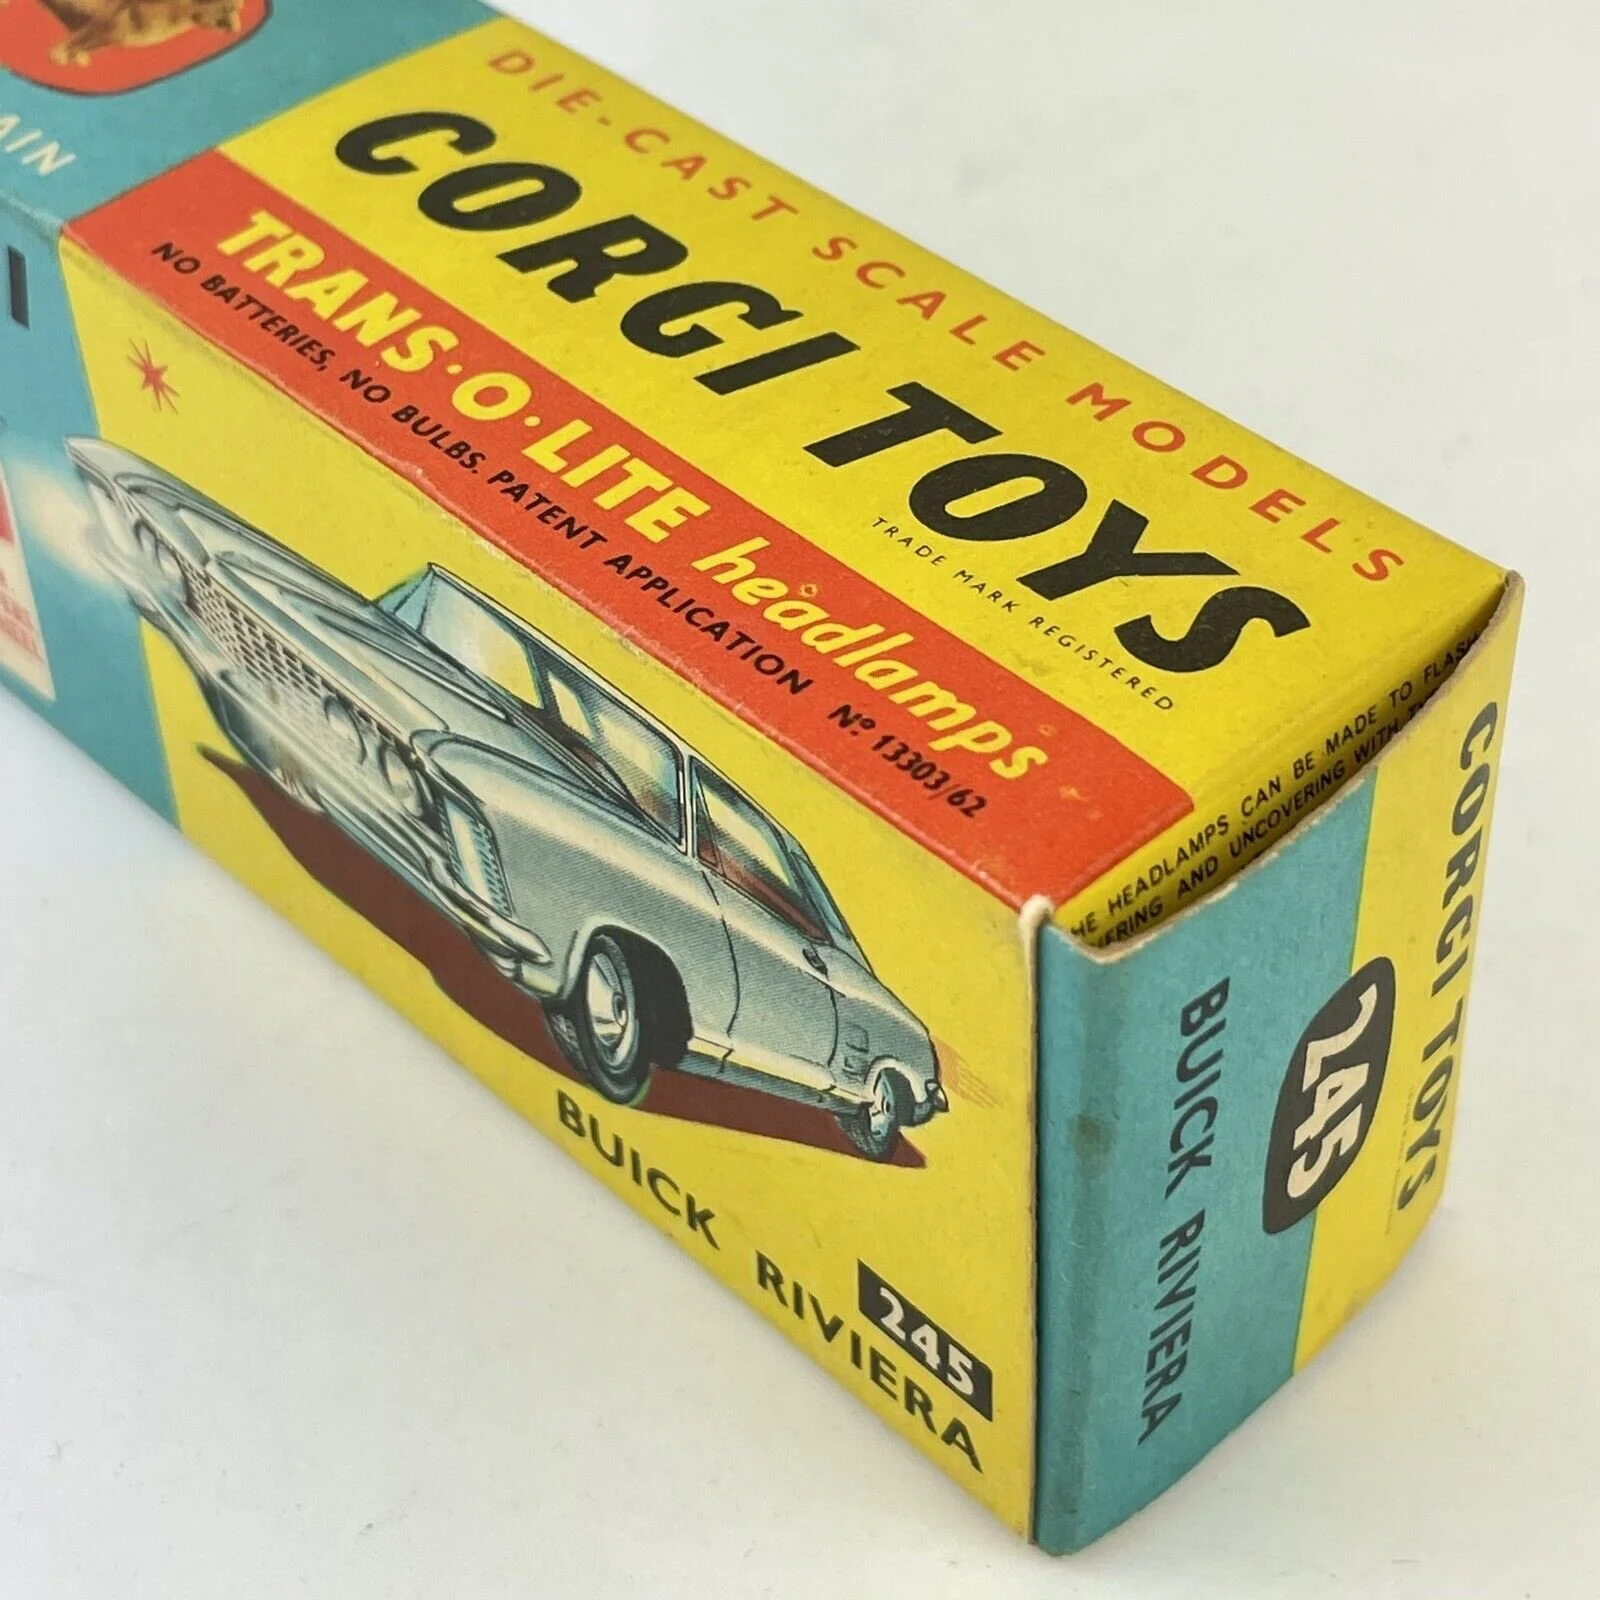 AIN
DIE-CAST SCALE MODELS
CORGI TOYS
TRADE MARK REGISTERED
TRANS·O·LITE headlamps
NO BATTERIES, NO BULBS. PATENT APPLICATION Nº 13303/62
BUICK RIVIERA
245
HEADLAMPS CAN BE MADE TO FLASH
AND UNCOVERING WITH
CORGI TOYS
245
BUICK RIVIERA